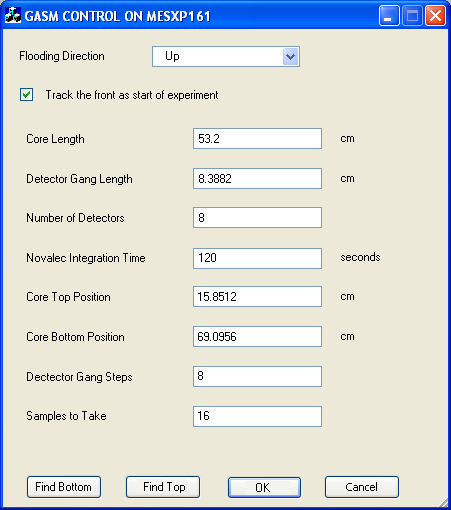 GASM CONTROL ON MESXP161
Flooding Direction Up
Track the front as start of experiment
Core Length 53.2 cm
Detector Gang Length 8.3882 cm
Number of Detectors 8
Novalec Integration Time 120 seconds
Core Top Position 15.8512 cm
Core Bottom Position 69.0956 cm
Dectector Gang Steps 8
Samples to Take 16
Find Bottom Find Top OK Cancel